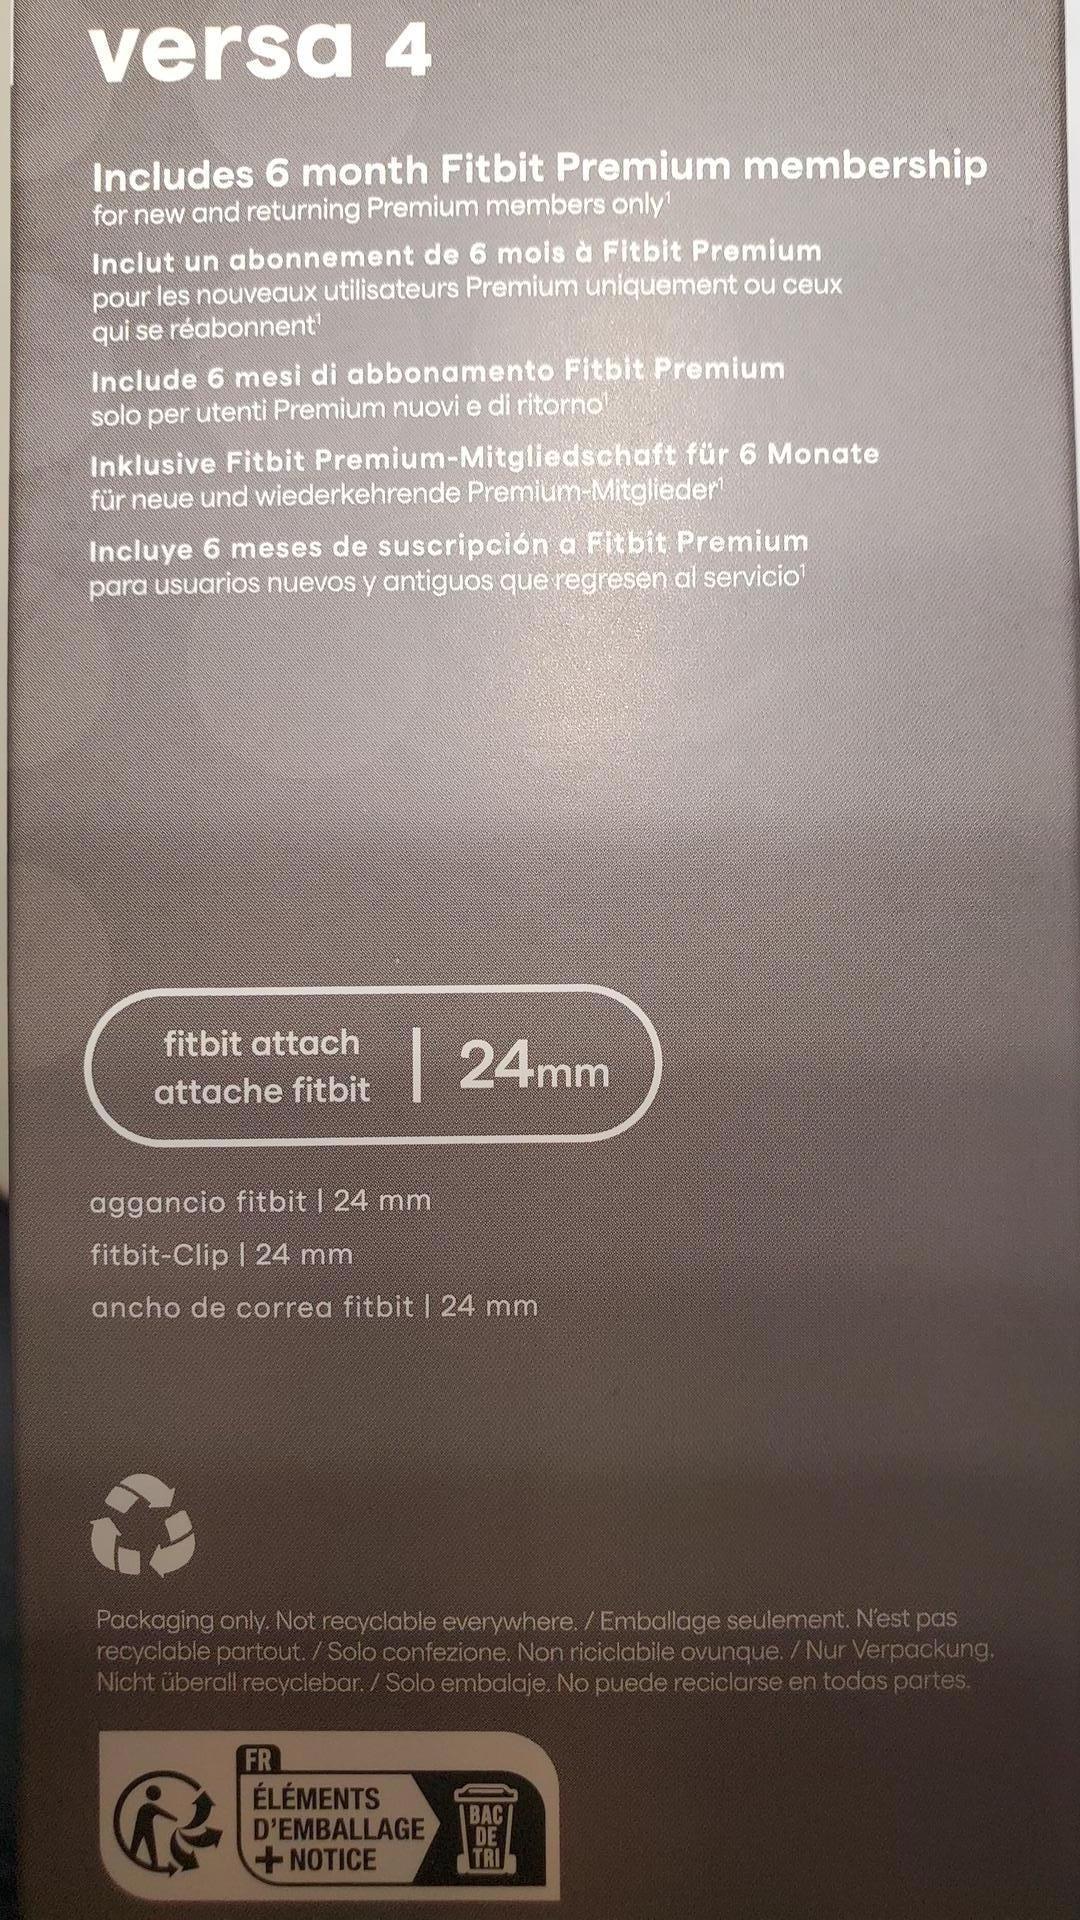 versa 4
Includes 6 month Fitbit Premium membership
for new and returning Premium members only¹
Inclut un abonnement de 6 mois à Fitbit Premium
pour les nouveaux utilisateurs Premium uniquement ou ceux
qui se réabonnent¹
Include 6 mesi di abbonamento Fitbit Premium
solo per utenti Premium nuovi e di ritorno¹
Inklusive Fitbit Premium-Mitgliedschaft für 6 Monate
für neue und wiederkehrende Premium-Mitglieder¹
Incluye 6 meses de suscripción a Fitbit Premium
para usuarios nuevos y antiguos que regresen al servicio¹
fitbit attach
attache fitbit | 24mm
aggancio fitbit | 24 mm
fitbit-Clip | 24 mm
ancho de correa fitbit | 24 mm
Packaging only. Not recyclable everywhere. / Emballage seulement. N'est pas
recyclable partout. / Solo confezione. Non riciclabile ovunque. / Nur Verpackung.
Nicht überall recyclebar. / Solo embalaje. No puede reciclarse en todas partes.
FR
ÉLÉMENTS
D'EMBALLAGE
+ NOTICE
BAC
DE
TRI